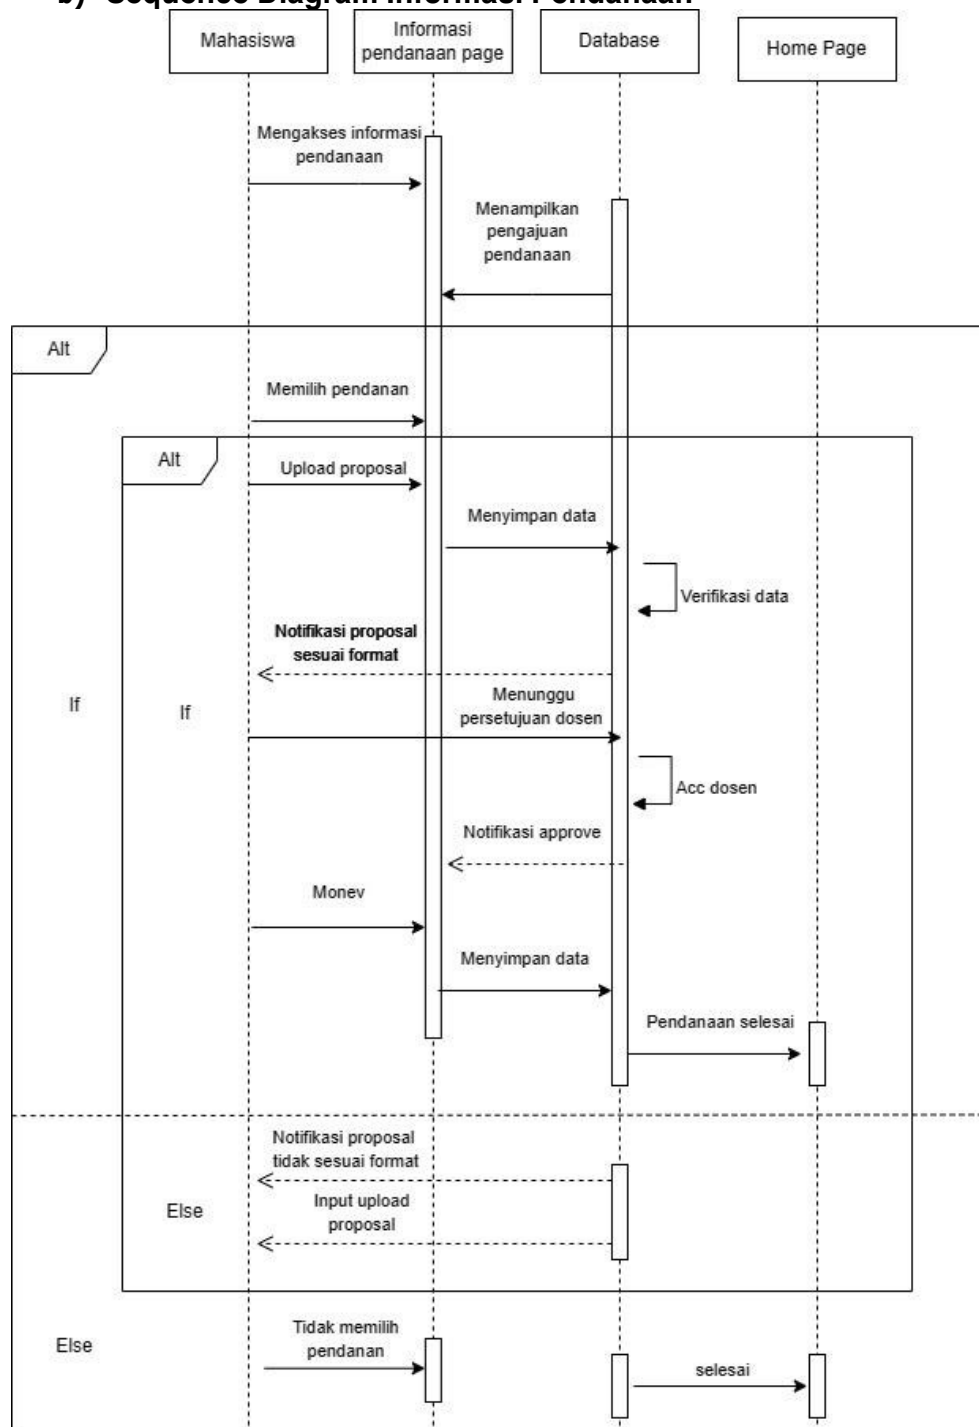 b) Sequence Diagram Informasi Pendanaan
Mahasiswa
Informasi
pendanaan page
Database
Home Page
Mengakses informasi
pendanaan
Menampilkan
pengajuan
pendanaan
Alt
Memilih pendanan
Alt
Upload proposal
Menyimpan data
Verifikasi data
Notifikasi proposal
sesuai format
If
If
Menunggu
persetujuan dosen
Acc dosen
Notifikasi approve
Monev
Menyimpan data
Pendanaan selesai
Notifikasi proposal
tidak sesuai format
Input upload
proposal
Else
Else
Tidak memilih
pendanan
selesai